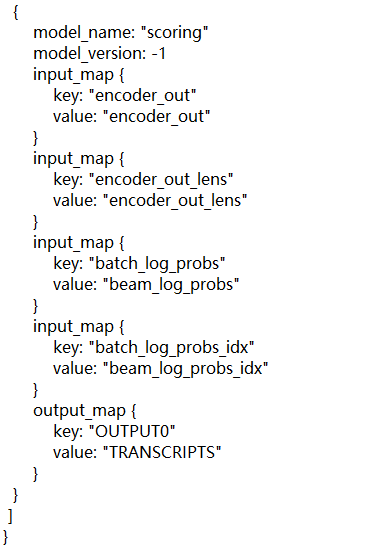 {
model_name: "scoring"
model_version: -1
input_map {
key: "encoder_out"
value: "encoder_out"
}
input_map {
key: "encoder_out_lens"
value: "encoder_out_lens"
}
input_map {
key: "batch_log_probs"
value: "beam_log_probs"
}
input_map {
key: "batch_log_probs_idx"
value: "beam_log_probs_idx"
}
output_map {
key: "OUTPUT0"
value: "TRANSCRIPTS"
}
}
]
}